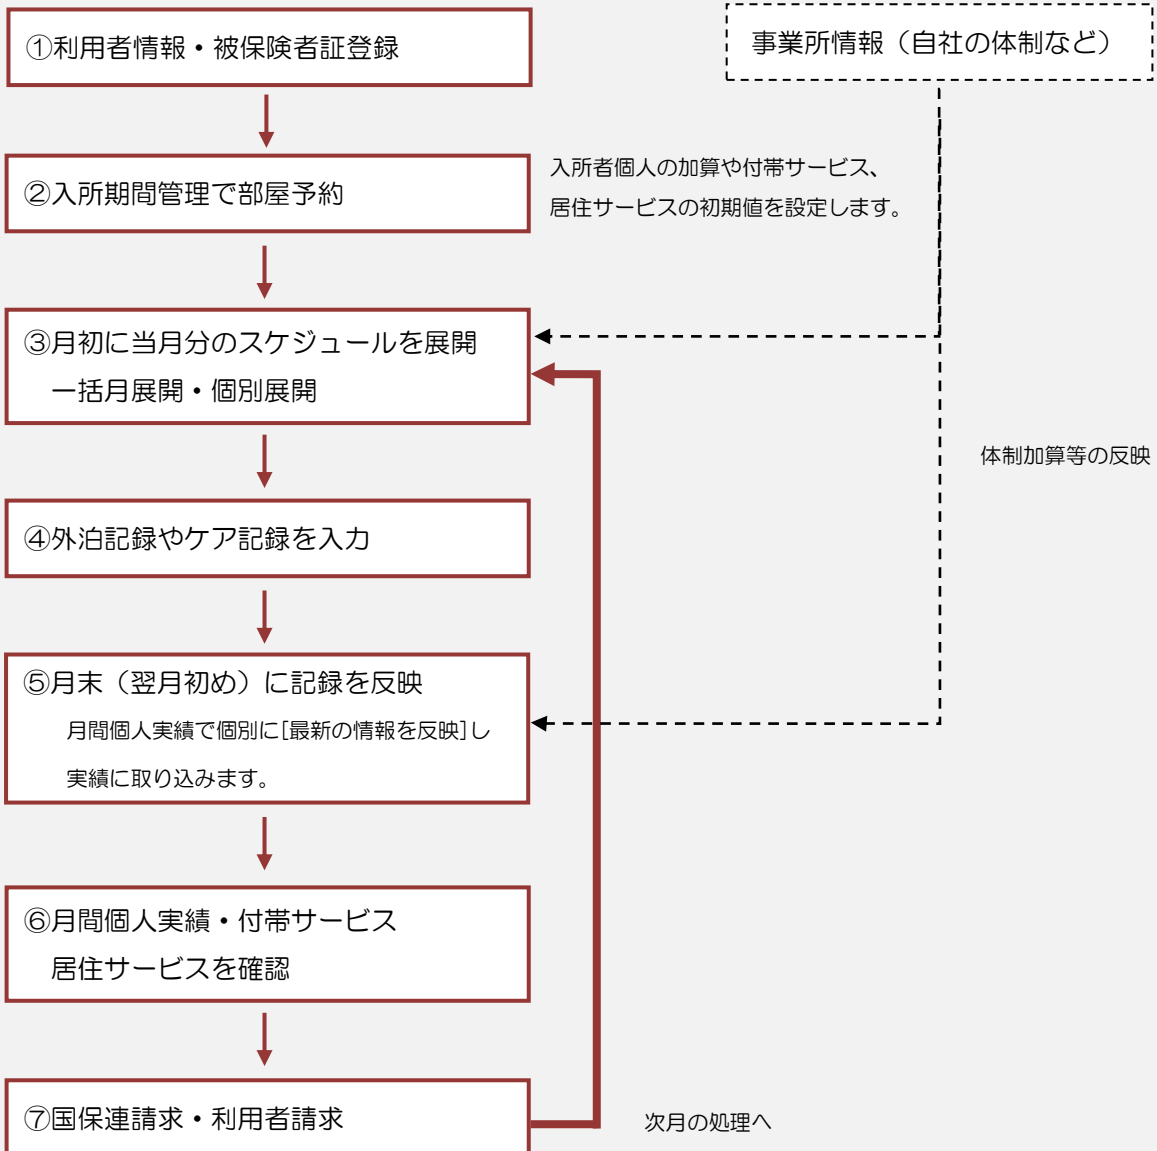 ①利用者情報・被保険者証登録
事業所情報（自社の体制など）
②入所期間管理で部屋予約
入所者個人の加算や付帯サービス、
居住サービスの初期値を設定します。
③月初に当月分のスケジュールを展開
一括月展開・個別展開
体制加算等の反映
④外泊記録やケア記録を入力
⑤月末（翌月初め）に記録を反映
月間個人実績で個別に[最新の情報を反映]し
実績に取り込みます。
⑥月間個人実績・付帯サービス
居住サービスを確認
⑦国保連請求・利用者請求
次月の処理へ